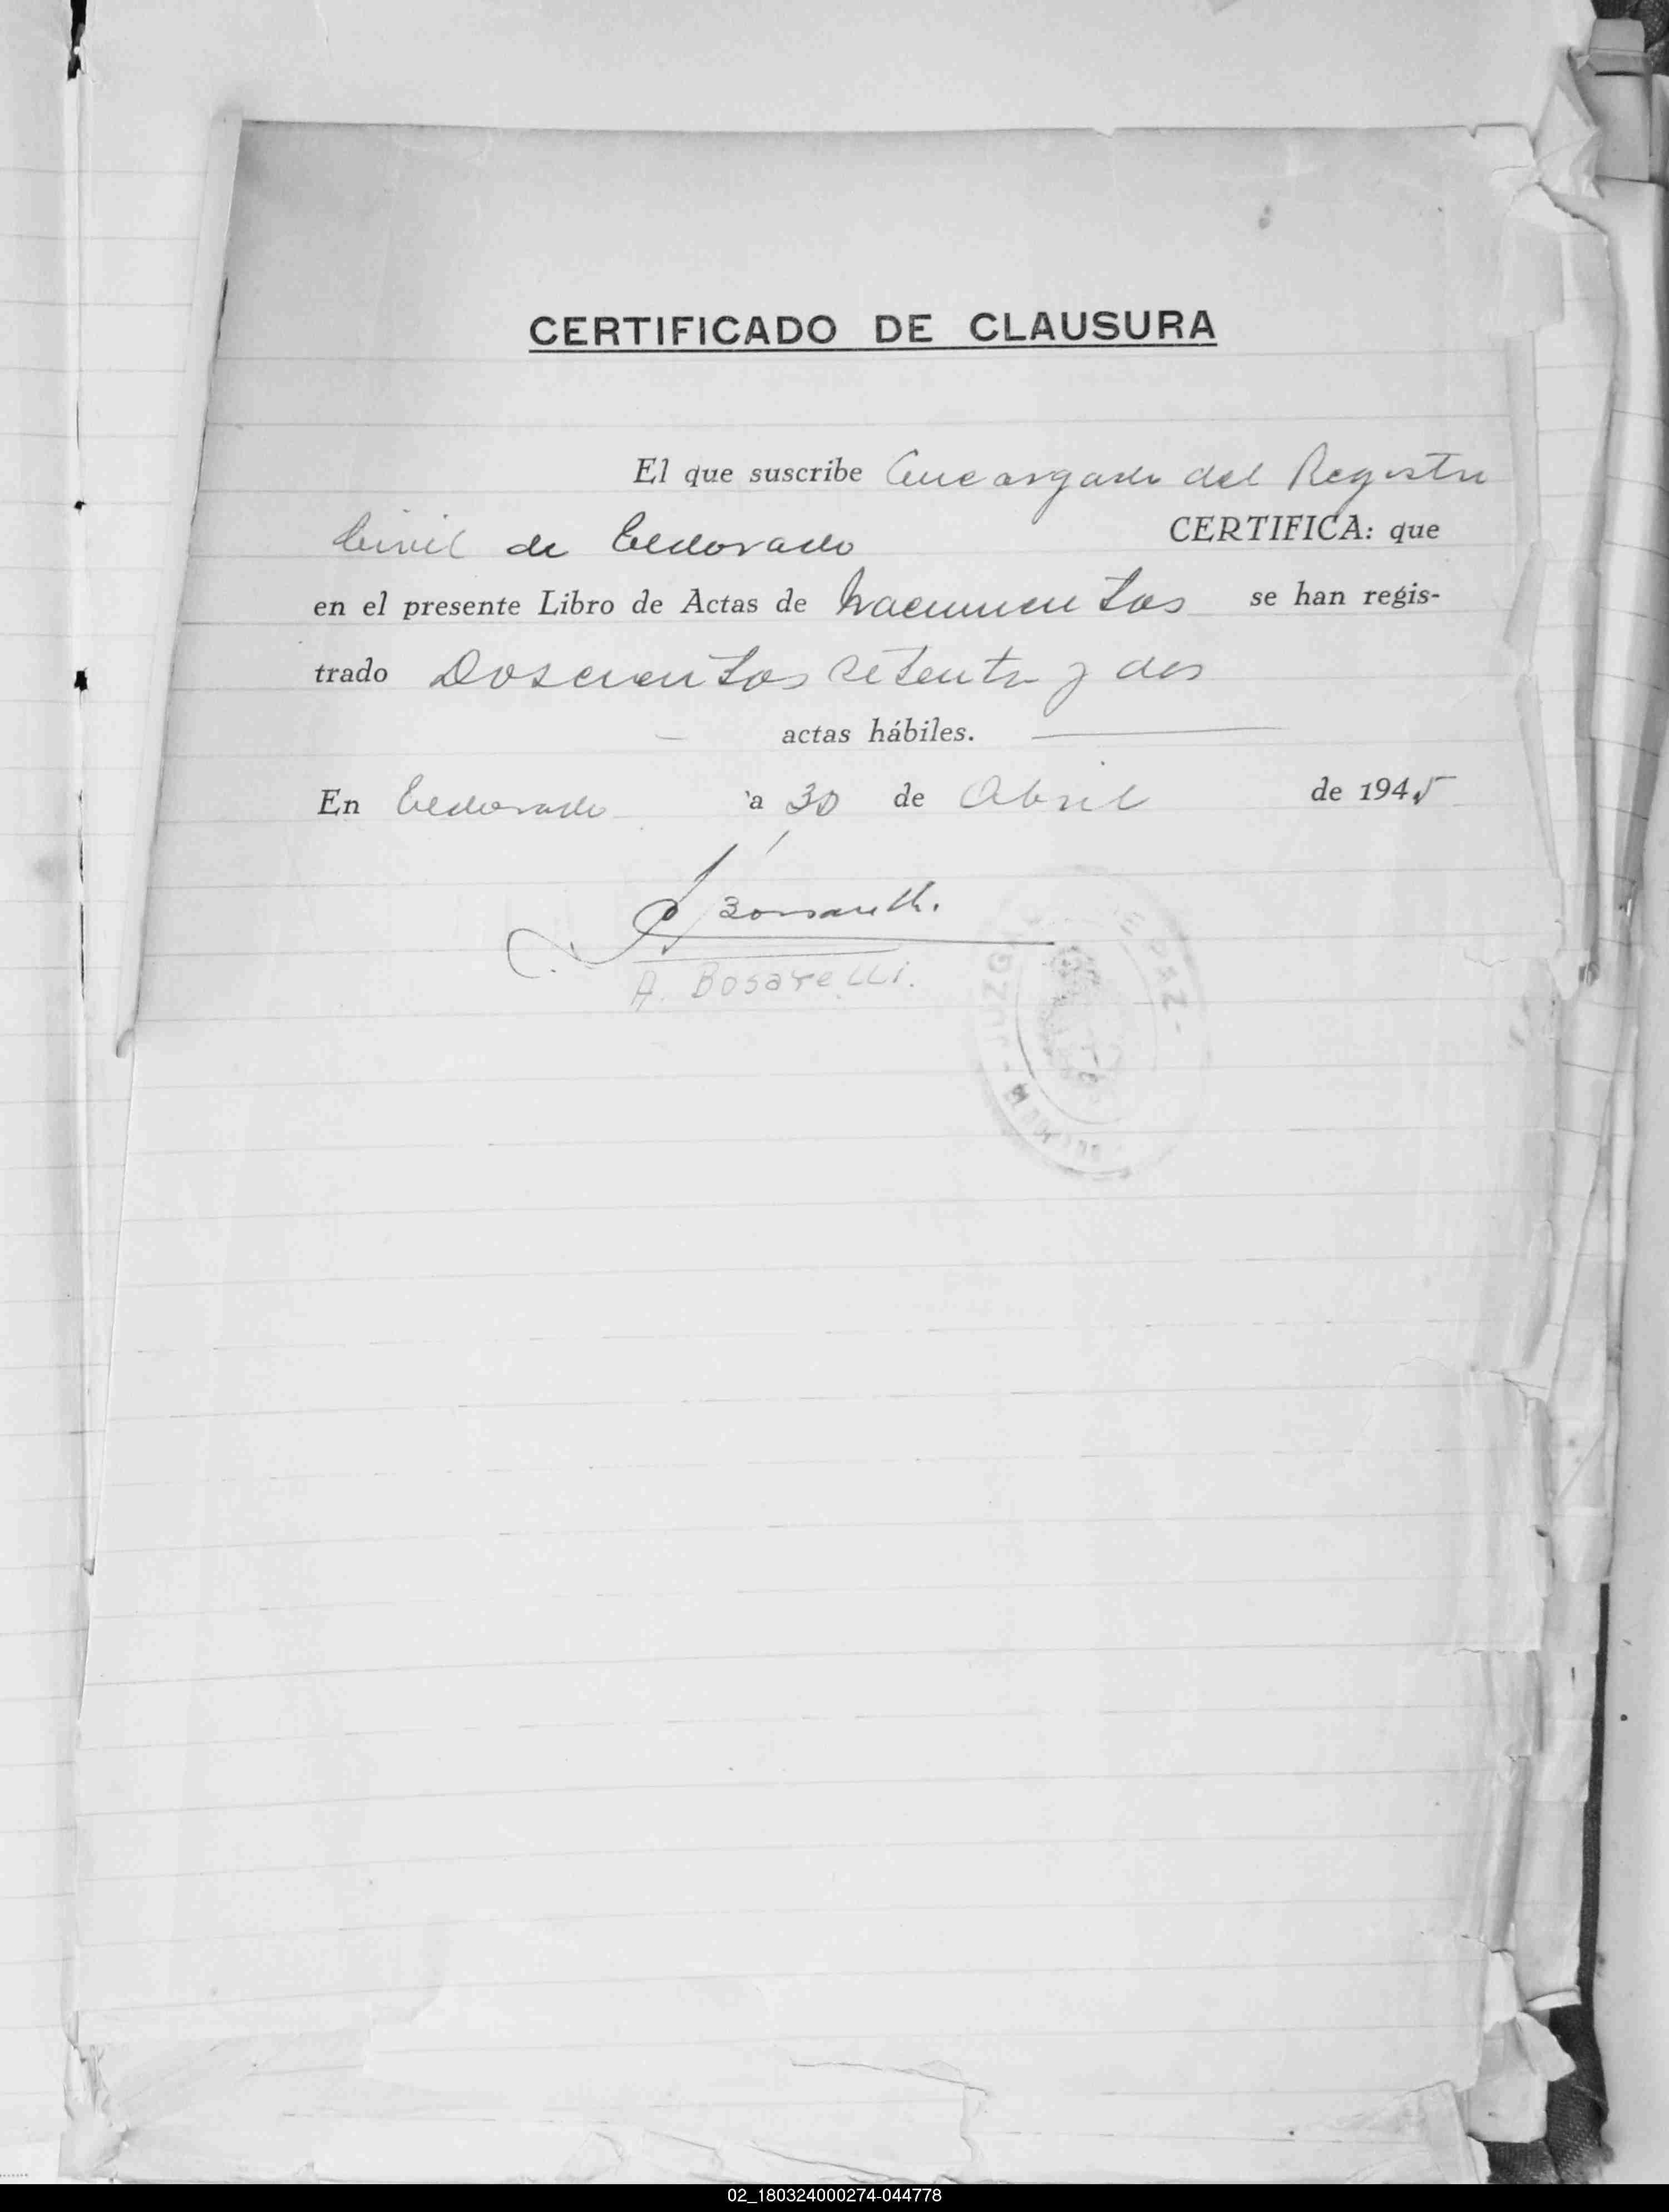 CERTIFICADO DE CLAUSURA
El que suscribe Encargado del Registro
Civil de Eldorado CERTIFICA: que
en el presente Libro de Actas de Nacimientos se han regis-
trado Doscientos setenta y dos
actas hábiles.
En Eldorado a 30 de Abril de 1945
A. Bosarelli.
JUZG PAZ -
02_180324000274-044778